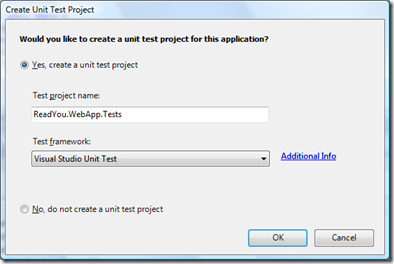 Create Unit Test Project
Would you like to create a unit test project for this application?
Yes, create a unit test project
Test project name:
ReadYou.WebApp.Tests
Test framework:
Visual Studio Unit Test
Additional Info
No, do not create a unit test project
OK
Cancel